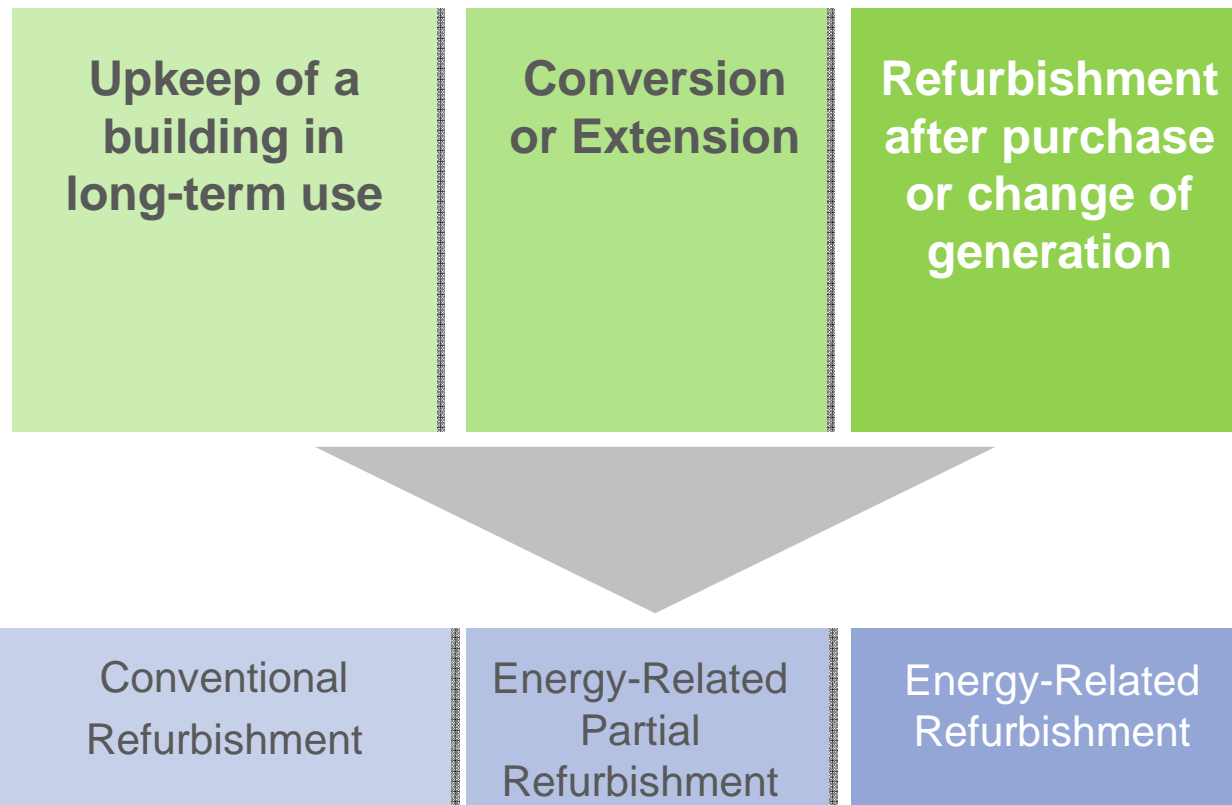 Upkeep of a
building in
long-term use
Conversion
or Extension
Refurbishment
after purchase
or change of
generation
Conventional
Refurbishment
Energy-Related
Partial
Refurbishment
Energy-Related
Refurbishment